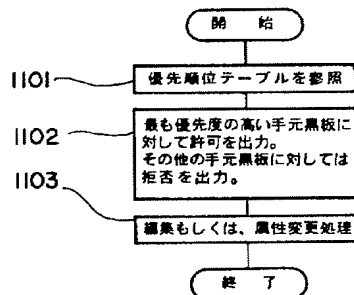 開始
1101
優先順位テーブルを参照
1102
最も優先度の高い手元黒板に
対して許可を出力。
その他の手元黒板に対しては
拒否を出力。
1103
編集もしくは、属性変更処理
終了